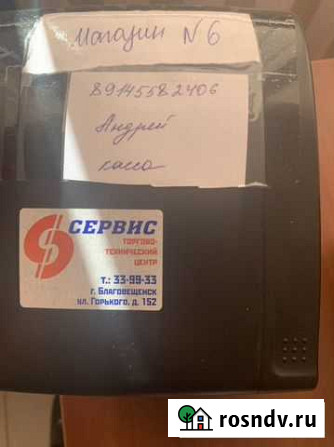 Магазин N 6
89145582406
Андрей
касса
СЕРВИС
ТОРГОВО-
ТЕХНИЧЕСКИЙ
ЦЕНТР
т.: 33-99-33
г. Благовещенск
ул. Горького, д. 152
rosndv.ru